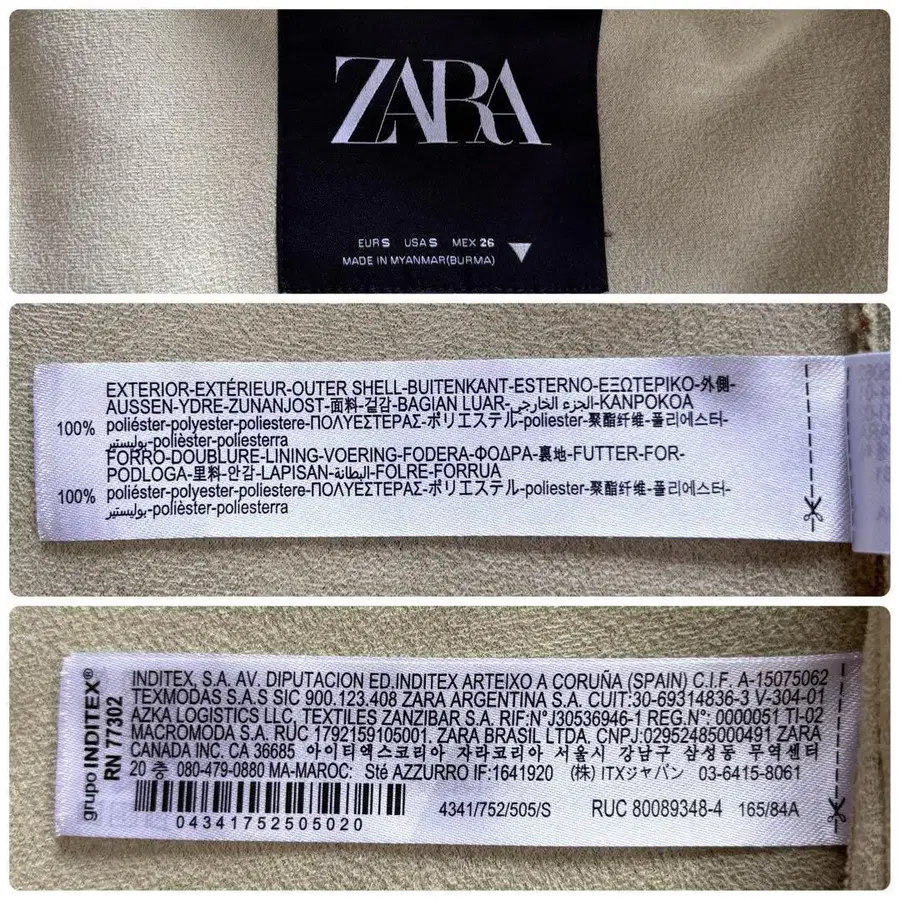 ZARA
EUR S USA S MEX 26
MADE IN MYANMAR(BURMA)
EXTERIOR-EXTÉRIEUR-OUTER SHELL-BUITENKANT-ESTERNO-ΕΞΩΤΕΡΙΚΟ-外側-
AUSSEN-YDRE-ZUNANJOST-面料-겉감-BAGIAN LUAR-الجزء الخارجي-KANPOKOA
100% poliéster-polyester-poliestere-ΠΟΛΥΕΣΤΕΡΑΣ-ポリエステル-poliester-聚酯纤维-폴리에스터-
بوليستير-polièster-poliesterra
FORRO-DOUBLURE-LINING-VOERING-FODERA-ΦΟΔΡΑ-裏地-FUTTER-FOR-
PODLOGA-里料-안감-LAPISAN-البطانة-FOLRE-FORRUA
100% poliéster-polyester-poliestere-ΠΟΛΥΕΣΤΕΡΑΣ-ポリエステル-poliester-聚酯纤维-폴리에스터-
بوليستير-polièster-poliesterra
grupo INDITEX®
RN 77302
INDITEX, S.A. AV. DIPUTACION ED.INDITEX ARTEIXO A CORUÑA (SPAIN) C.I.F. A-15075062
TEXMODAS S.A.S SIC 900.123.408 ZARA ARGENTINA S.A. CUIT:30-69314836-3 V-304-01
AZKA LOGISTICS LLC, TEXTILES ZANZIBAR S.A. RIF:N°J30536946-1 REG.N°: 0000051 TI-02
MACROMODA S.A. RUC 1792159105001. ZARA BRASIL LTDA. CNPJ:02952485000491 ZARA
CANADA INC. CA 36685 아이티엑스코리아 자라코리아 서울시 강남구 삼성동 무역센터
20 층 080-479-0880 MA-MAROC: Sté AZZURRO IF:1641920 (株) ITXジャパン 03-6415-8061
4341/752/505/S RUC 80089348-4 165/84A
04341752505020